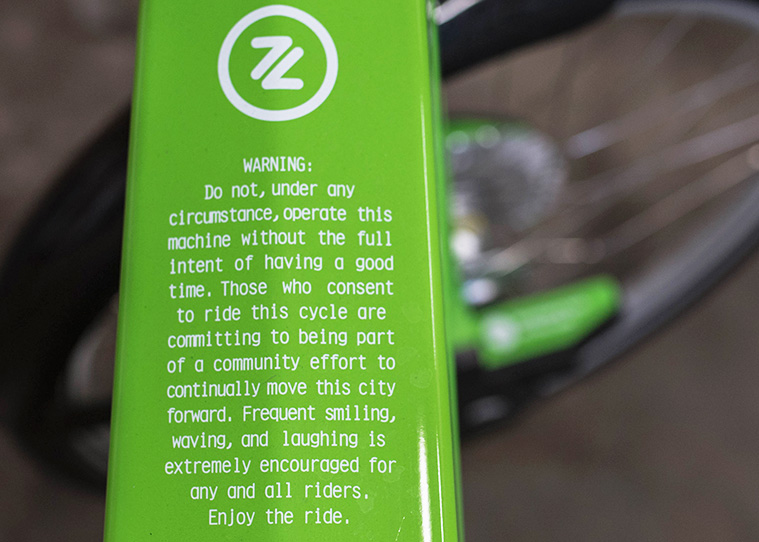 WARNING:
Do not, under any
circumstance, operate this
machine without the full
intent of having a good
time. Those who consent
to ride this cycle are
committing to being part
of a community effort to
continually move this city
forward. Frequent smiling,
waving, and laughing is
extremely encouraged for
any and all riders.
Enjoy the ride.